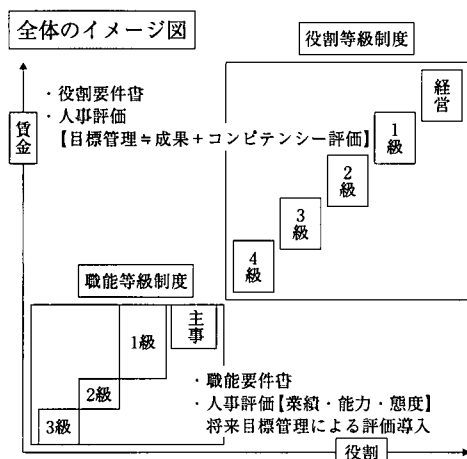 全体のイメージ図
役割等級制度
・役割要件書
・人事評価
【目標管理≒成果+コンピテンシー評価】
賃金
経営
1級
2級
3級
4級
職能等級制度
主事
1級
2級
3級
・職能要件書
・人事評価【業績・能力・態度】
将来目標管理による評価導入
役割